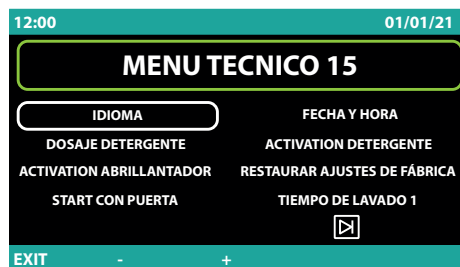 12:00 01/01/21
MENU TECNICO 15
IDIOMA FECHA Y HORA
DOSAJE DETERGENTE ACTIVATION DETERGENTE
ACTIVATION ABRILLANTADOR RESTAURAR AJUSTES DE FÁBRICA
START CON PUERTA TIEMPO DE LAVADO 1
EXIT - +